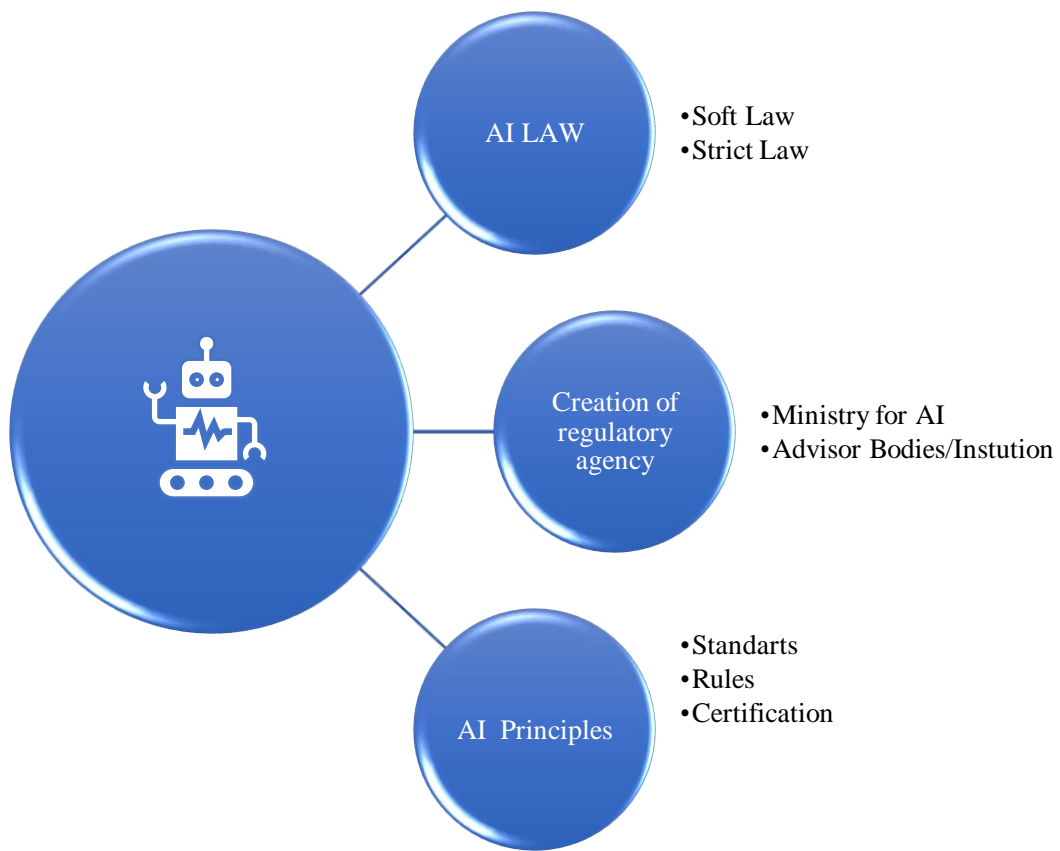 AI LAW
•Soft Law
•Strict Law
Creation of
regulatory
agency
•Ministry for AI
•Advisor Bodies/Instution
AI  Principles
•Standarts
•Rules
•Certification